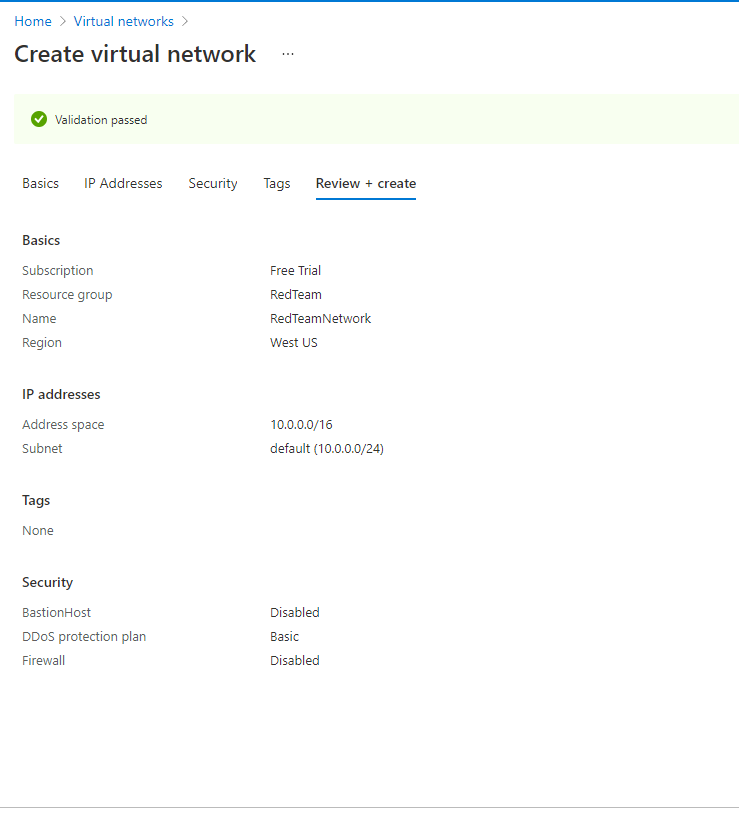 Home > Virtual networks >
Create virtual network ...
Validation passed
Basics IP Addresses Security Tags Review + create
Basics
Subscription Free Trial
Resource group RedTeam
Name RedTeamNetwork
Region West US
IP addresses
Address space 10.0.0.0/16
Subnet default (10.0.0.0/24)
Tags
None
Security
BastionHost Disabled
DDoS protection plan Basic
Firewall Disabled